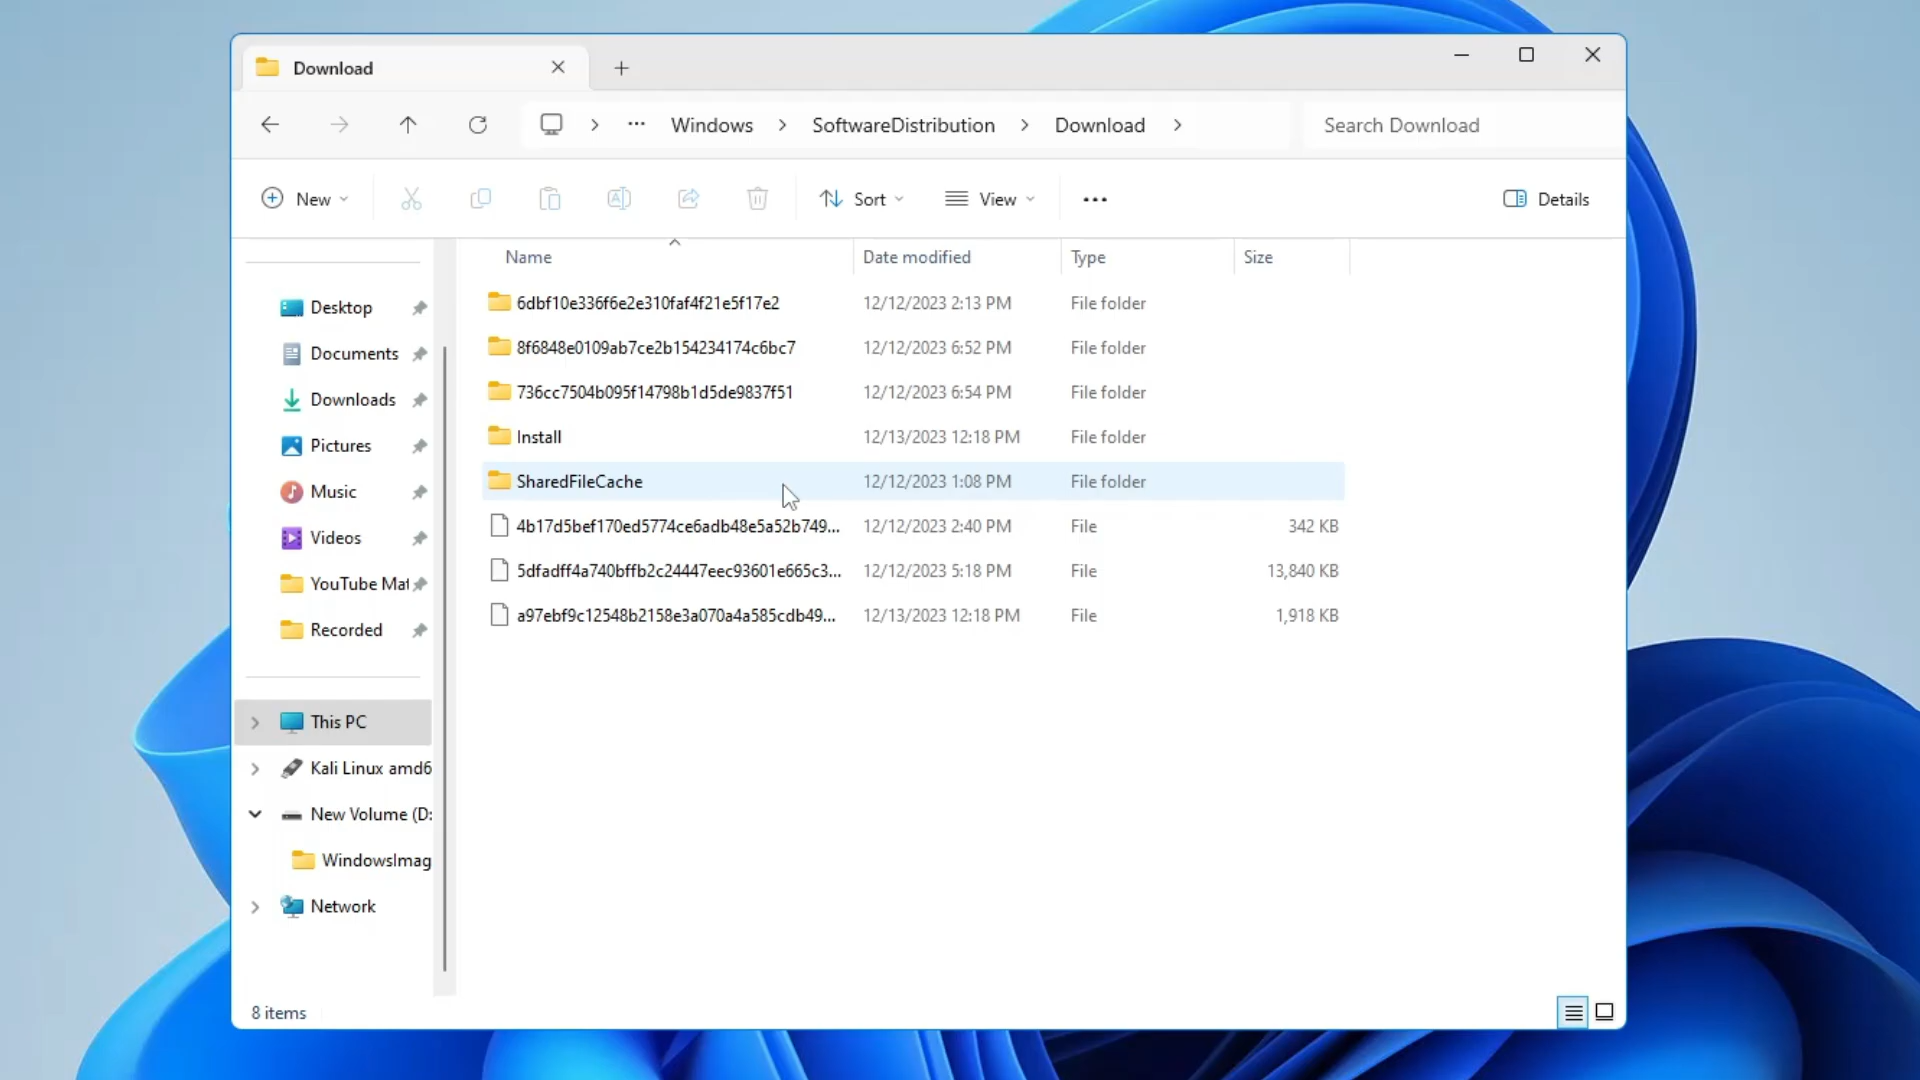 Download
Windows
SoftwareDistribution
Download
Search Download
New
Sort
View
Details
Name
Date modified
Type
Size
6dbf10e336f6e2e310faf4f21e5f17e2 12/12/2023 2:13 PM File folder
8f6848e0109ab7ce2b154234174c6bc7 12/12/2023 6:52 PM File folder
736cc7504b095f14798b1d5de9837f51 12/12/2023 6:54 PM File folder
Install 12/13/2023 12:18 PM File folder
SharedFileCache 12/12/2023 1:08 PM File folder
4b17d5bef170ed5774ce6adb48e5a52b749... 12/12/2023 2:40 PM File 342 KB
5dfadff4a740bffb2c24447eec93601e665c3... 12/12/2023 5:18 PM File 13,840 KB
a97ebf9c12548b2158e3a070a4a585cdb49... 12/13/2023 12:18 PM File 1,918 KB
Desktop
Documents
Downloads
Pictures
Music
Videos
YouTube Mat
Recorded
This PC
Kali Linux amd6
New Volume (D:
WindowsImag
Network
8 items